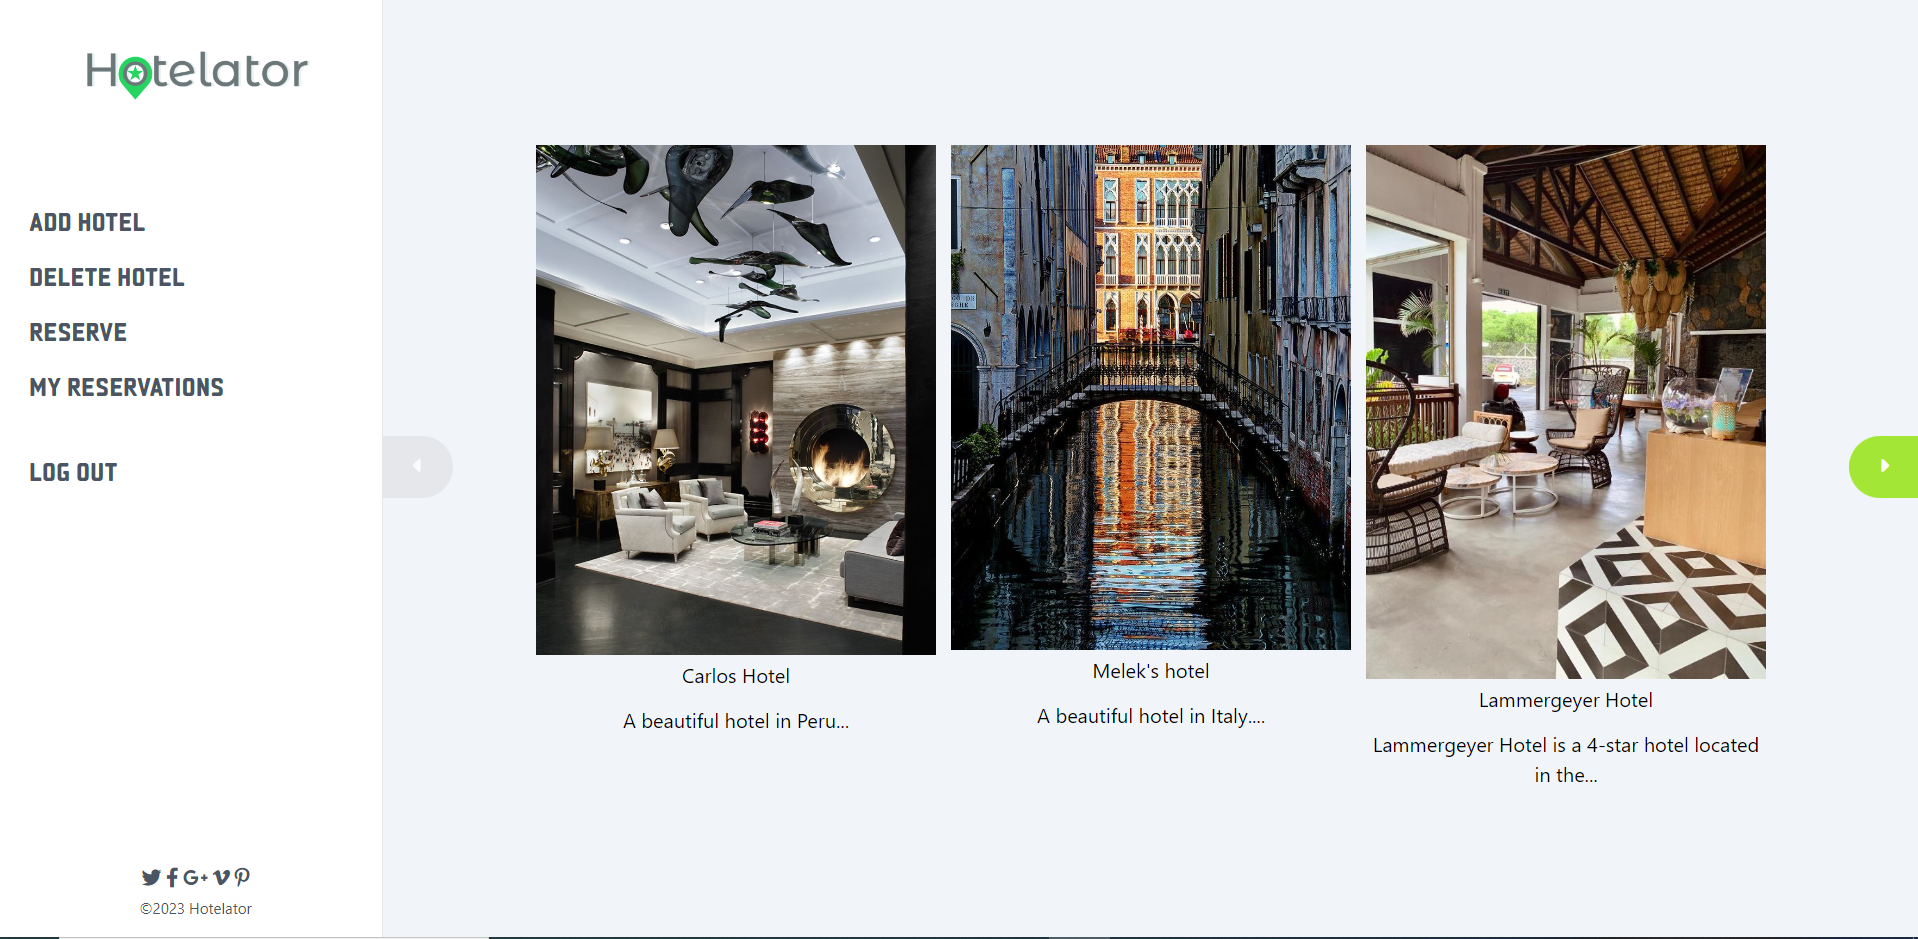 Hotelator
ADD HOTEL
DELETE HOTEL
RESERVE
MY RESERVATIONS
LOG OUT
©2023 Hotelator
Carlos Hotel
A beautiful hotel in Peru...
Melek's hotel
A beautiful hotel in Italy....
Lammergeyer Hotel
Lammergeyer Hotel is a 4-star hotel located
in the...